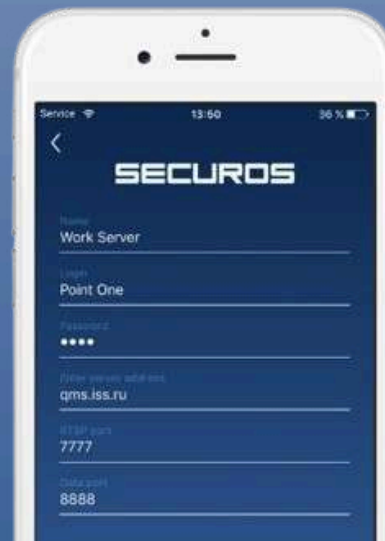 Service 13:50 36 %
SECUROS
Name
Work Server
Login
Point One
Password
••••
Enter server address
qms.iss.ru
RTSP port
7777
Data port
8888